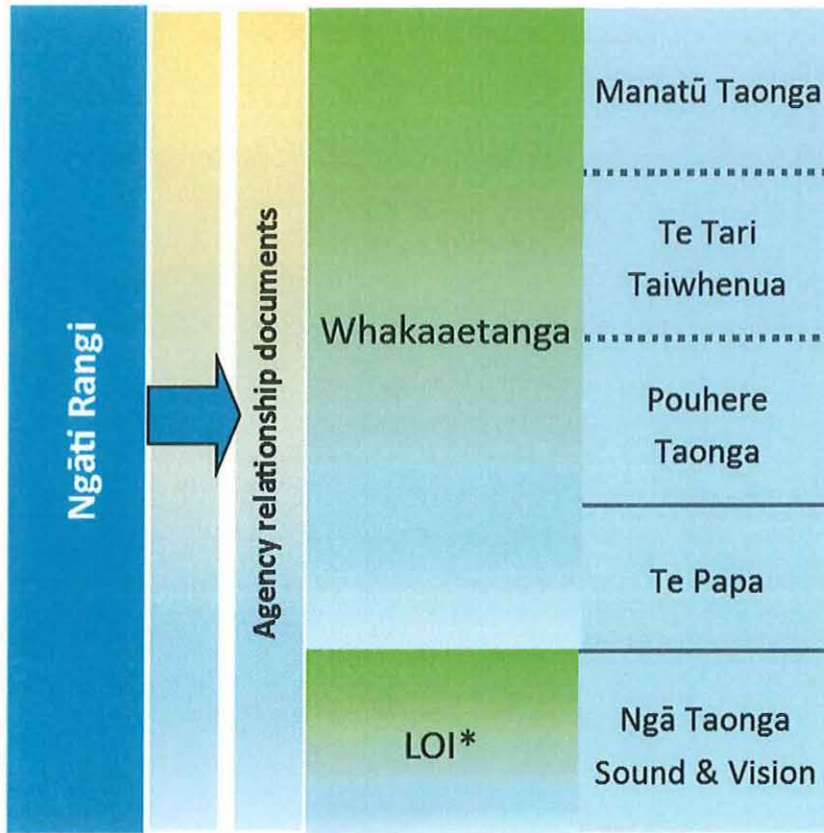 Ngāti Rangi
Agency relationship documents
Whakaaetanga
LOI*
Manatū Taonga
Te Tari
Taiwhenua
Pouhere
Taonga
Te Papa
Ngā Taonga
Sound & Vision